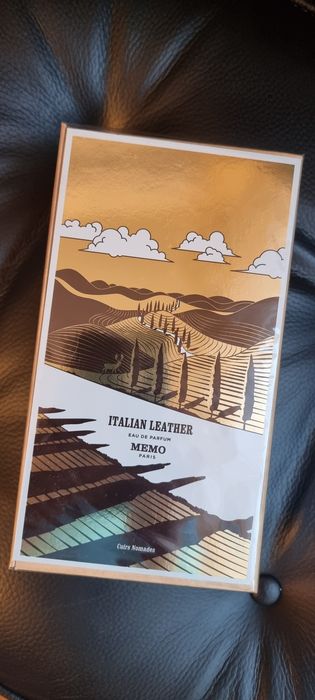 ITALIAN LEATHER
EAU DE PARFUM
MEMO
PARIS
Cuirs Nomades